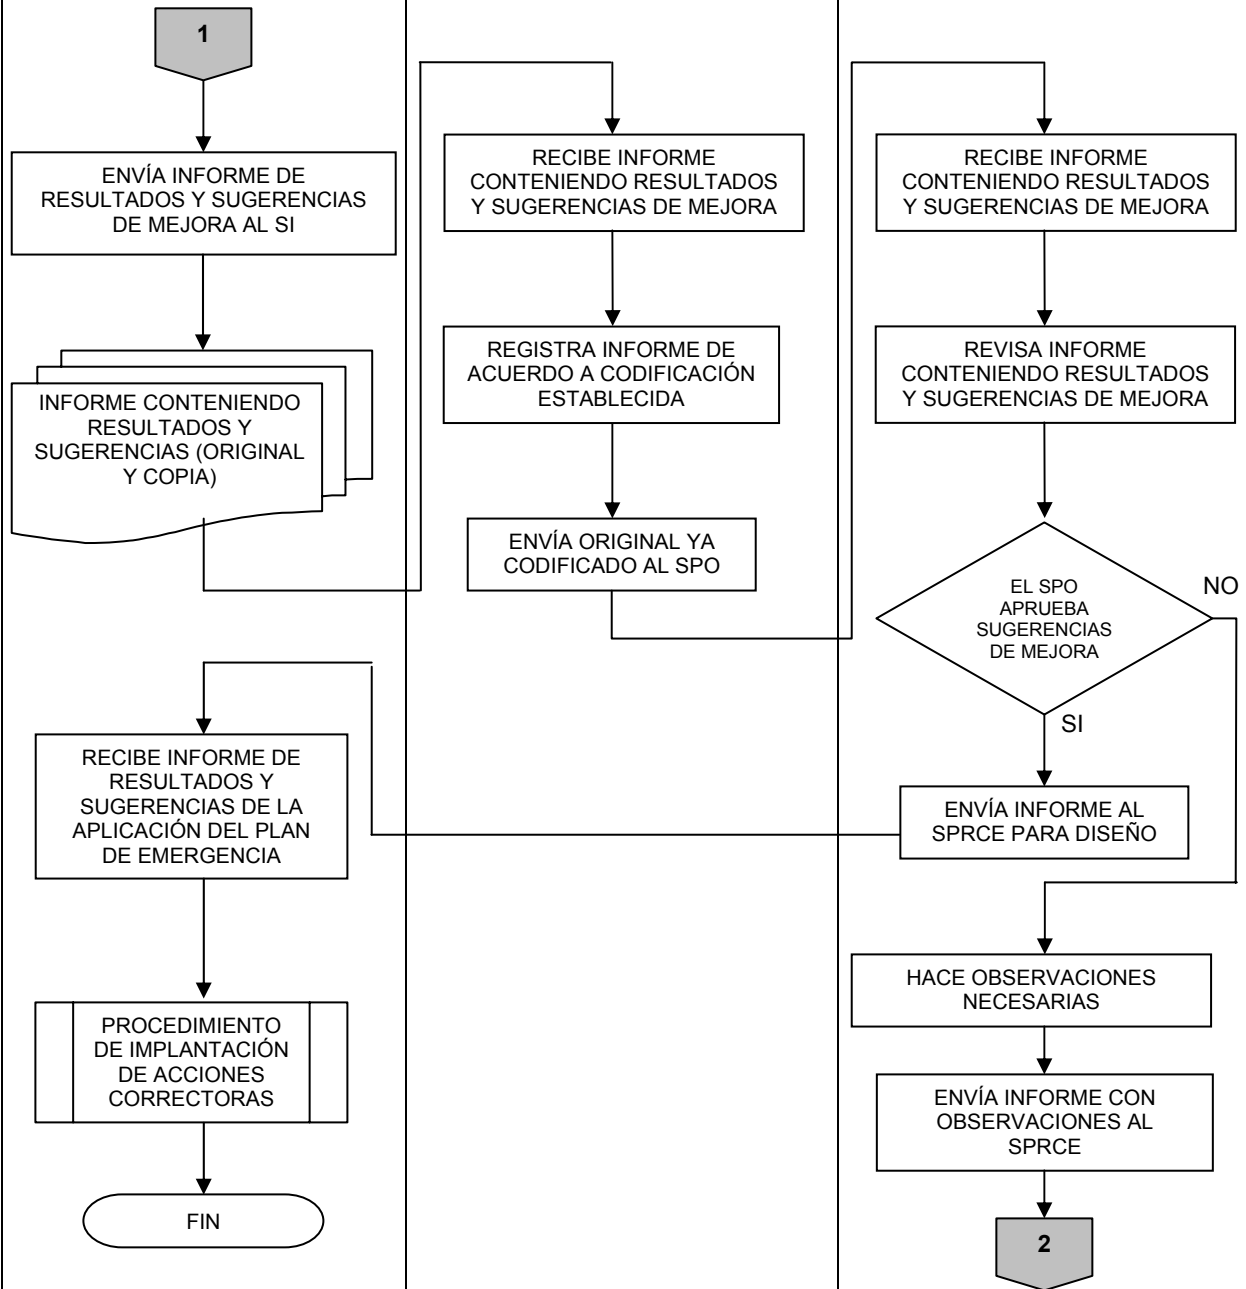 1
ENVÍA INFORME DE
RESULTADOS Y SUGERENCIAS
DE MEJORA AL SI
INFORME CONTENIENDO
RESULTADOS Y
SUGERENCIAS (ORIGINAL
Y COPIA)
RECIBE INFORME
CONTENIENDO RESULTADOS
Y SUGERENCIAS DE MEJORA
REGISTRA INFORME DE
ACUERDO A CODIFICACIÓN
ESTABLECIDA
ENVÍA ORIGINAL YA
CODIFICADO AL SPO
RECIBE INFORME
CONTENIENDO RESULTADOS
Y SUGERENCIAS DE MEJORA
REVISA INFORME
CONTENIENDO RESULTADOS
Y SUGERENCIAS DE MEJORA
EL SPO
APRUEBA
SUGERENCIAS
DE MEJORA
NO
SI
ENVÍA INFORME AL
SPRCE PARA DISEÑO
RECIBE INFORME DE
RESULTADOS Y
SUGERENCIAS DE LA
APLICACIÓN DEL PLAN
DE EMERGENCIA
PROCEDIMIENTO
DE IMPLANTACIÓN
DE ACCIONES
CORRECTORAS
FIN
HACE OBSERVACIONES
NECESARIAS
ENVÍA INFORME CON
OBSERVACIONES AL
SPRCE
2